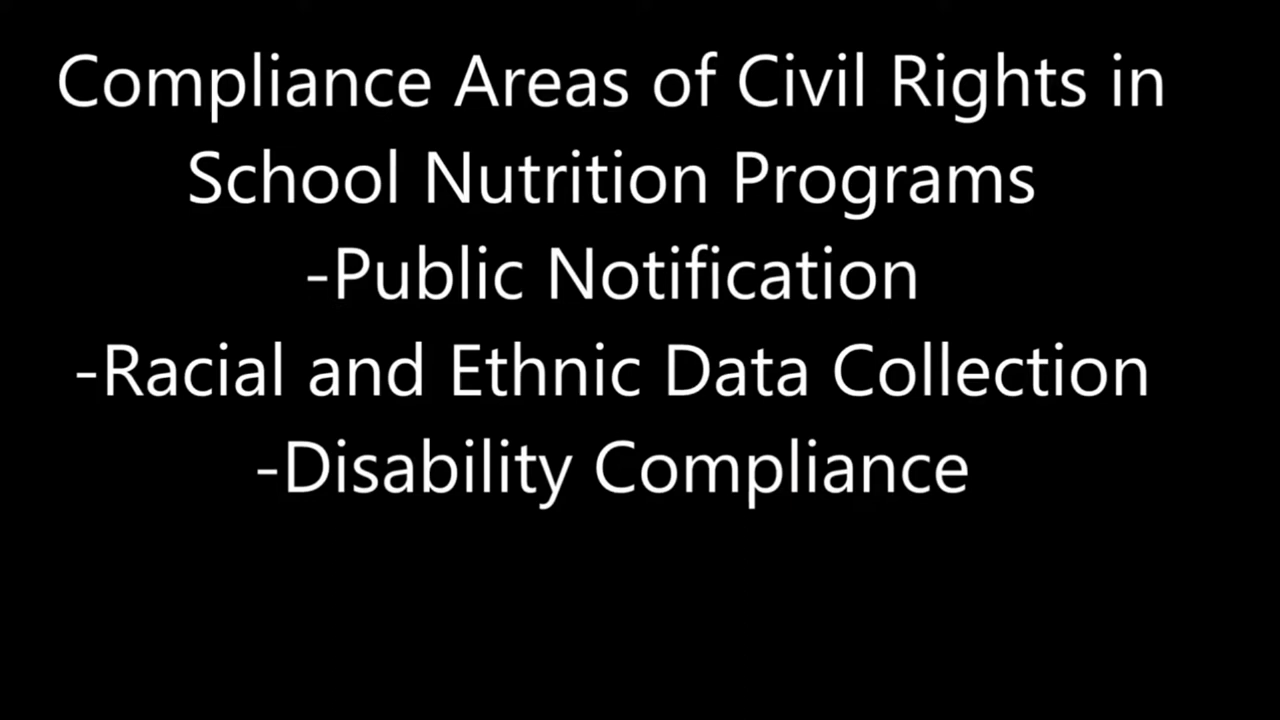 Compliance Areas of Civil Rights in
School Nutrition Programs
-Public Notification
-Racial and Ethnic Data Collection
-Disability Compliance